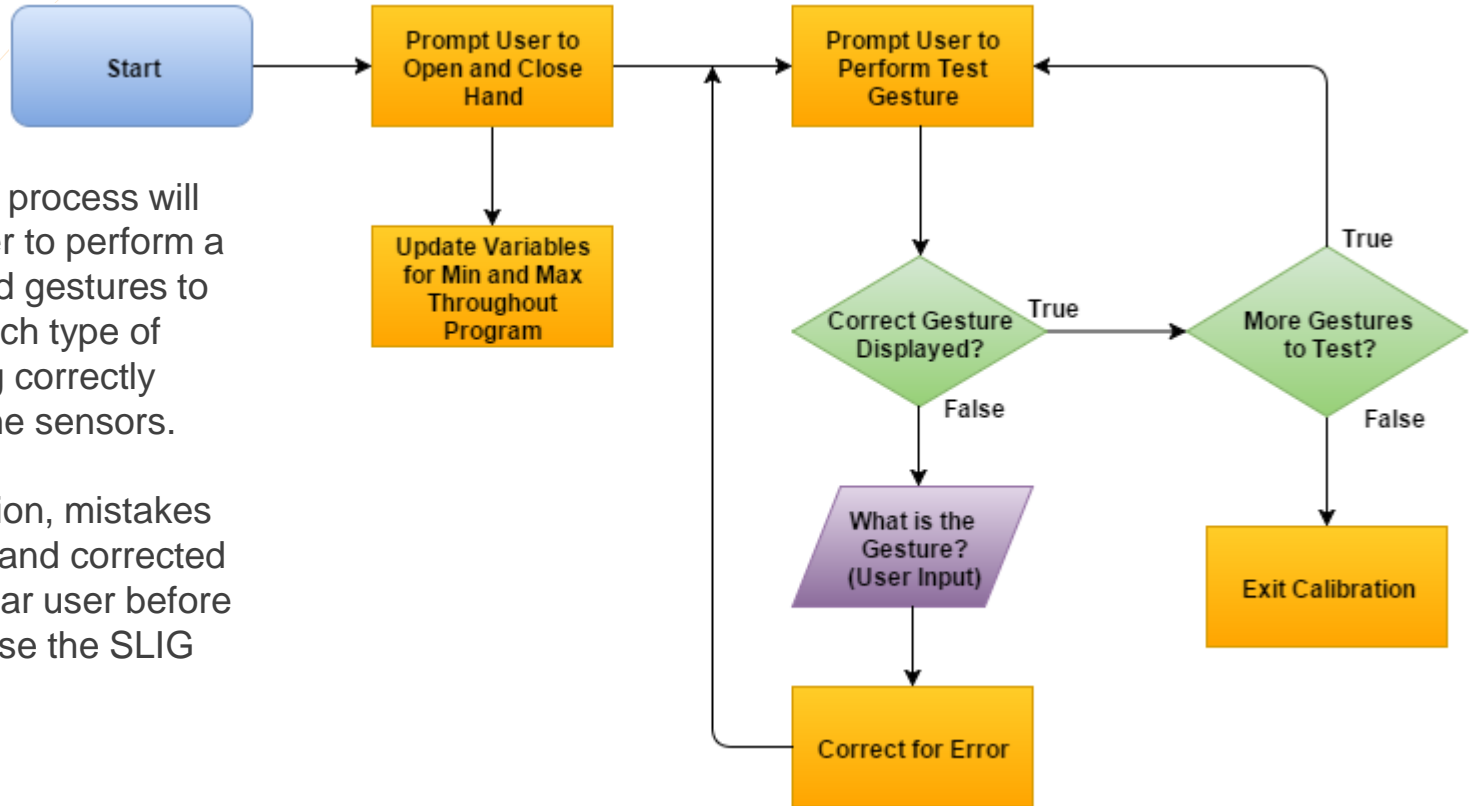 Start
Prompt User to
Open and Close
Hand
Prompt User to
Perform Test
Gesture
process will
er to perform a
d gestures to
ch type of
g correctly
ne sensors.
ion, mistakes
and corrected
ar user before
se the SLIG
Update Variables
for Min and Max
Throughout
Program
Correct Gesture
Displayed?
True
False
More Gestures
to Test?
True
False
What is the
Gesture?
(User Input)
Exit Calibration
Correct for Error